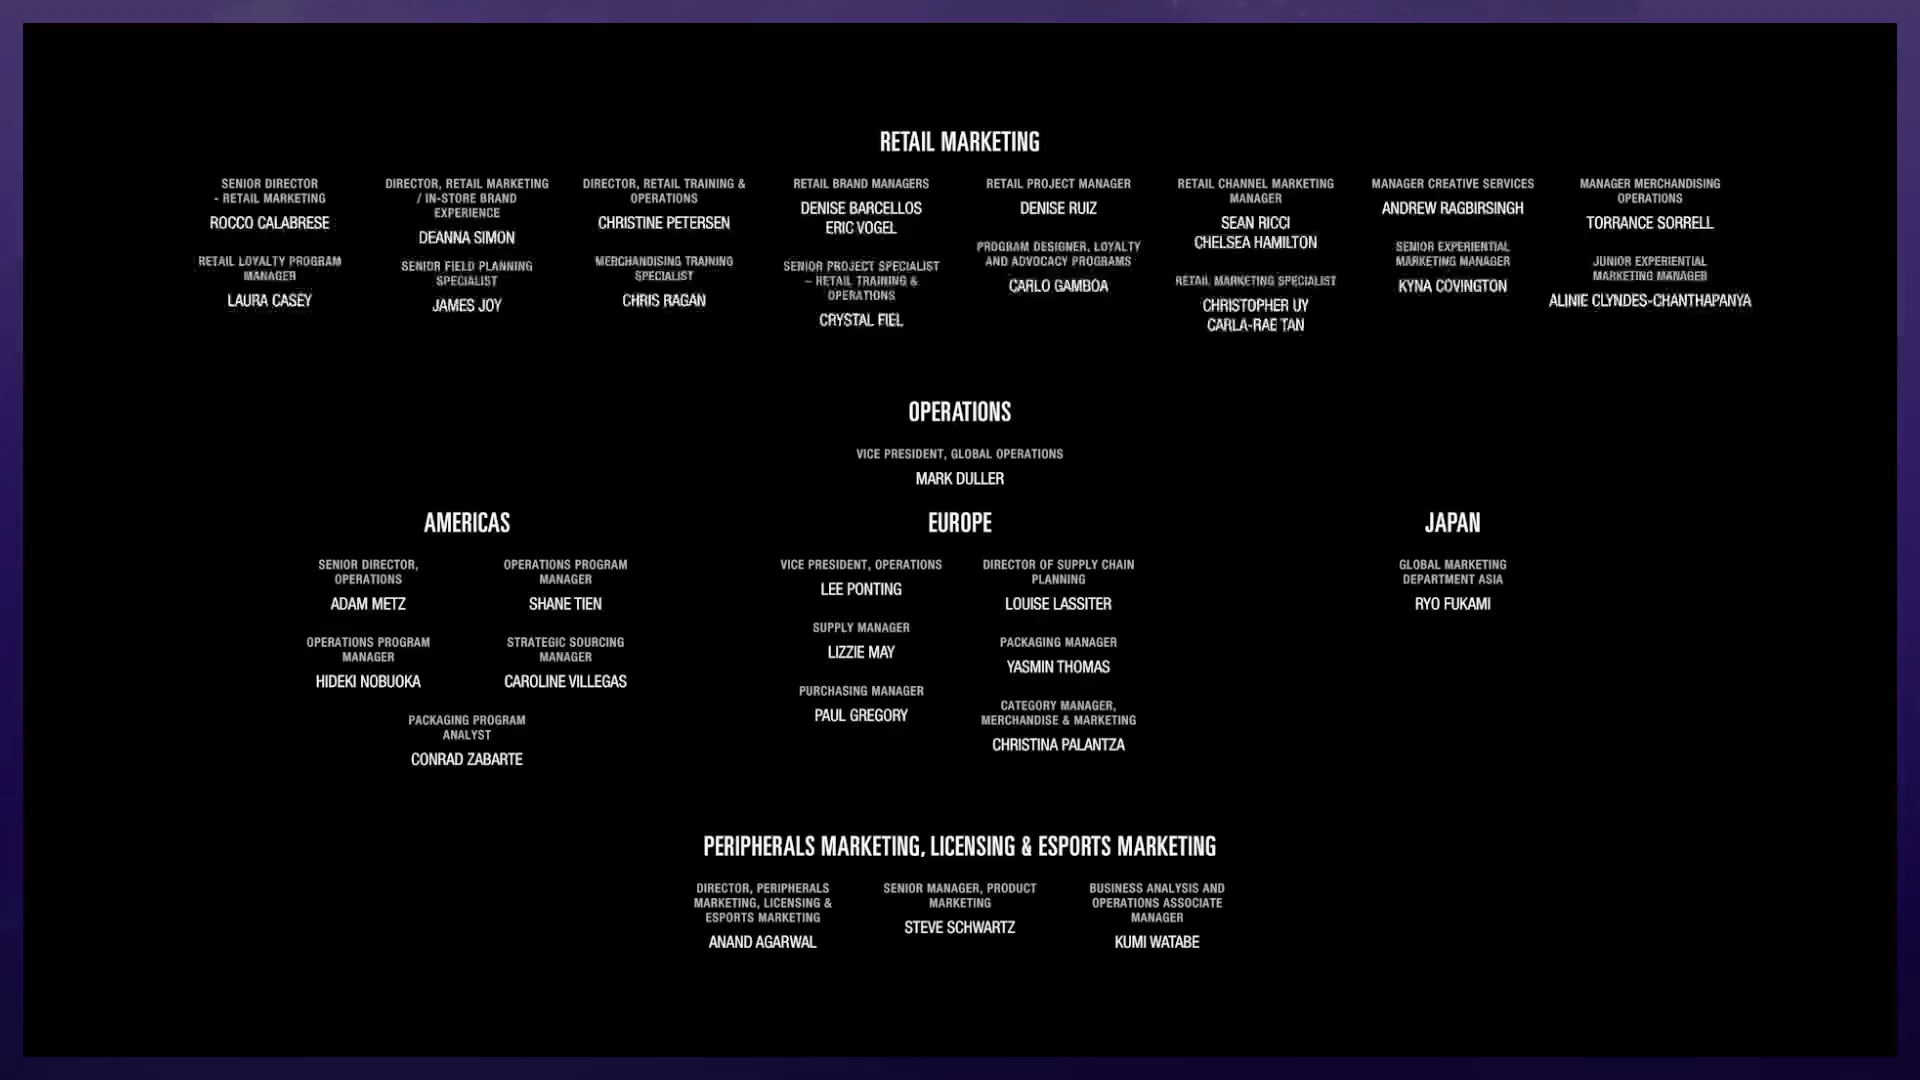 RETAIL MARKETING
SENIOR DIRECTOR
- RETAIL MARKETING
ROCCO CALABRESE
RETAIL LOYALTY PROGRAM
MANAGER
LAURA CASEY
DIRECTOR, RETAIL MARKETING
/ IN-STORE BRAND
EXPERIENCE
DEANNA SIMON
SENIOR FIELD PLANNING
SPECIALIST
JAMES JOY
DIRECTOR, RETAIL TRAINING &
OPERATIONS
CHRISTINE PETERSEN
MERCHANDISING TRAINING
SPECIALIST
CHRIS RAGAN
RETAIL BRAND MANAGERS
DENISE BARCELLOS
ERIC VOGEL
SENIOR PROJECT SPECIALIST
– RETAIL TRAINING &
OPERATIONS
CRYSTAL FIEL
RETAIL PROJECT MANAGER
DENISE RUIZ
PROGRAM DESIGNER, LOYALTY
AND ADVOCACY PROGRAMS
CARLO GAMBOA
RETAIL CHANNEL MARKETING
MANAGER
SEAN RICCI
CHELSEA HAMILTON
RETAIL MARKETING SPECIALIST
CHRISTOPHER UY
CARLA-RAE TAN
MANAGER CREATIVE SERVICES
ANDREW RAGBIRSINGH
SENIOR EXPERIENTIAL
MARKETING MANAGER
KYNA COVINGTON
MANAGER MERCHANDISING
OPERATIONS
TORRANCE SORRELL
JUNIOR EXPERIENTIAL
MARKETING MANAGER
ALINIE CLYNDES-CHANTHAPANYA
OPERATIONS
VICE PRESIDENT, GLOBAL OPERATIONS
MARK DULLER
AMERICAS
SENIOR DIRECTOR,
OPERATIONS
ADAM METZ
OPERATIONS PROGRAM
MANAGER
SHANE TIEN
OPERATIONS PROGRAM
MANAGER
HIDEKI NOBUOKA
STRATEGIC SOURCING
MANAGER
CAROLINE VILLEGAS
PACKAGING PROGRAM
ANALYST
CONRAD ZABARTE
EUROPE
VICE PRESIDENT, OPERATIONS
LEE PONTING
SUPPLY MANAGER
LIZZIE MAY
PURCHASING MANAGER
PAUL GREGORY
DIRECTOR OF SUPPLY CHAIN
PLANNING
LOUISE LASSITER
PACKAGING MANAGER
YASMIN THOMAS
CATEGORY MANAGER,
MERCHANDISE & MARKETING
CHRISTINA PALANTZA
JAPAN
GLOBAL MARKETING
DEPARTMENT ASIA
RYO FUKAMI
PERIPHERALS MARKETING, LICENSING & ESPORTS MARKETING
DIRECTOR, PERIPHERALS
MARKETING, LICENSING &
ESPORTS MARKETING
ANAND AGARWAL
SENIOR MANAGER, PRODUCT
MARKETING
STEVE SCHWARTZ
BUSINESS ANALYSIS AND
OPERATIONS ASSOCIATE
MANAGER
KUMI WATABE